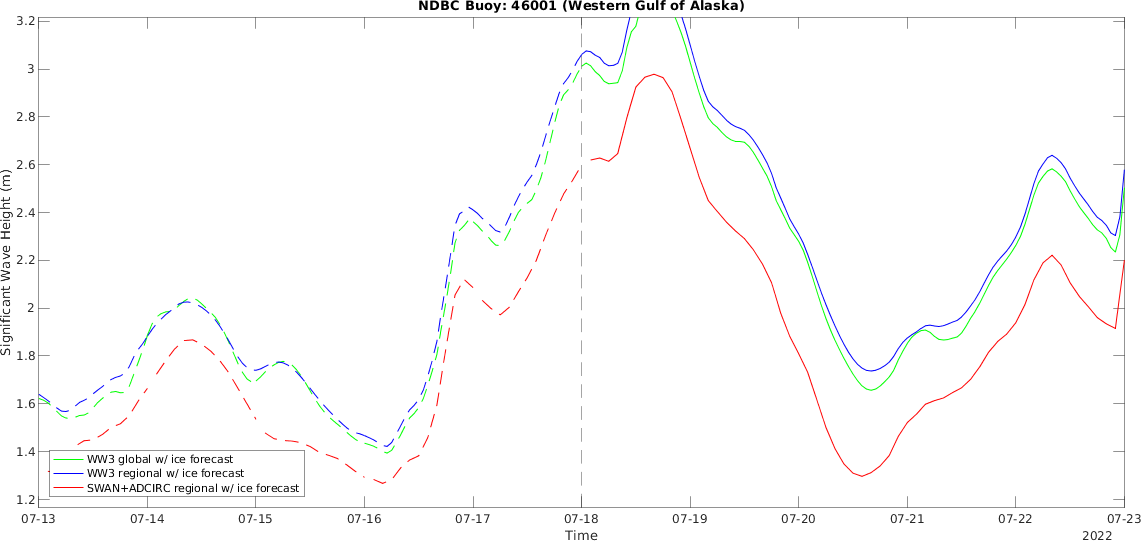 NDBC Buoy: 46001 (Western Gulf of Alaska)
3.2
3
2.8
2.6
2.4
2.2
2
1.8
1.6
1.4
1.2
Significant Wave Height (m)
WW3 global w/ ice forecast
WW3 regional w/ ice forecast
SWAN+ADCIRC regional w/ ice forecast
07-13 07-14 07-15 07-16 07-17 07-18 07-19 07-20 07-21 07-22 07-23
Time
2022